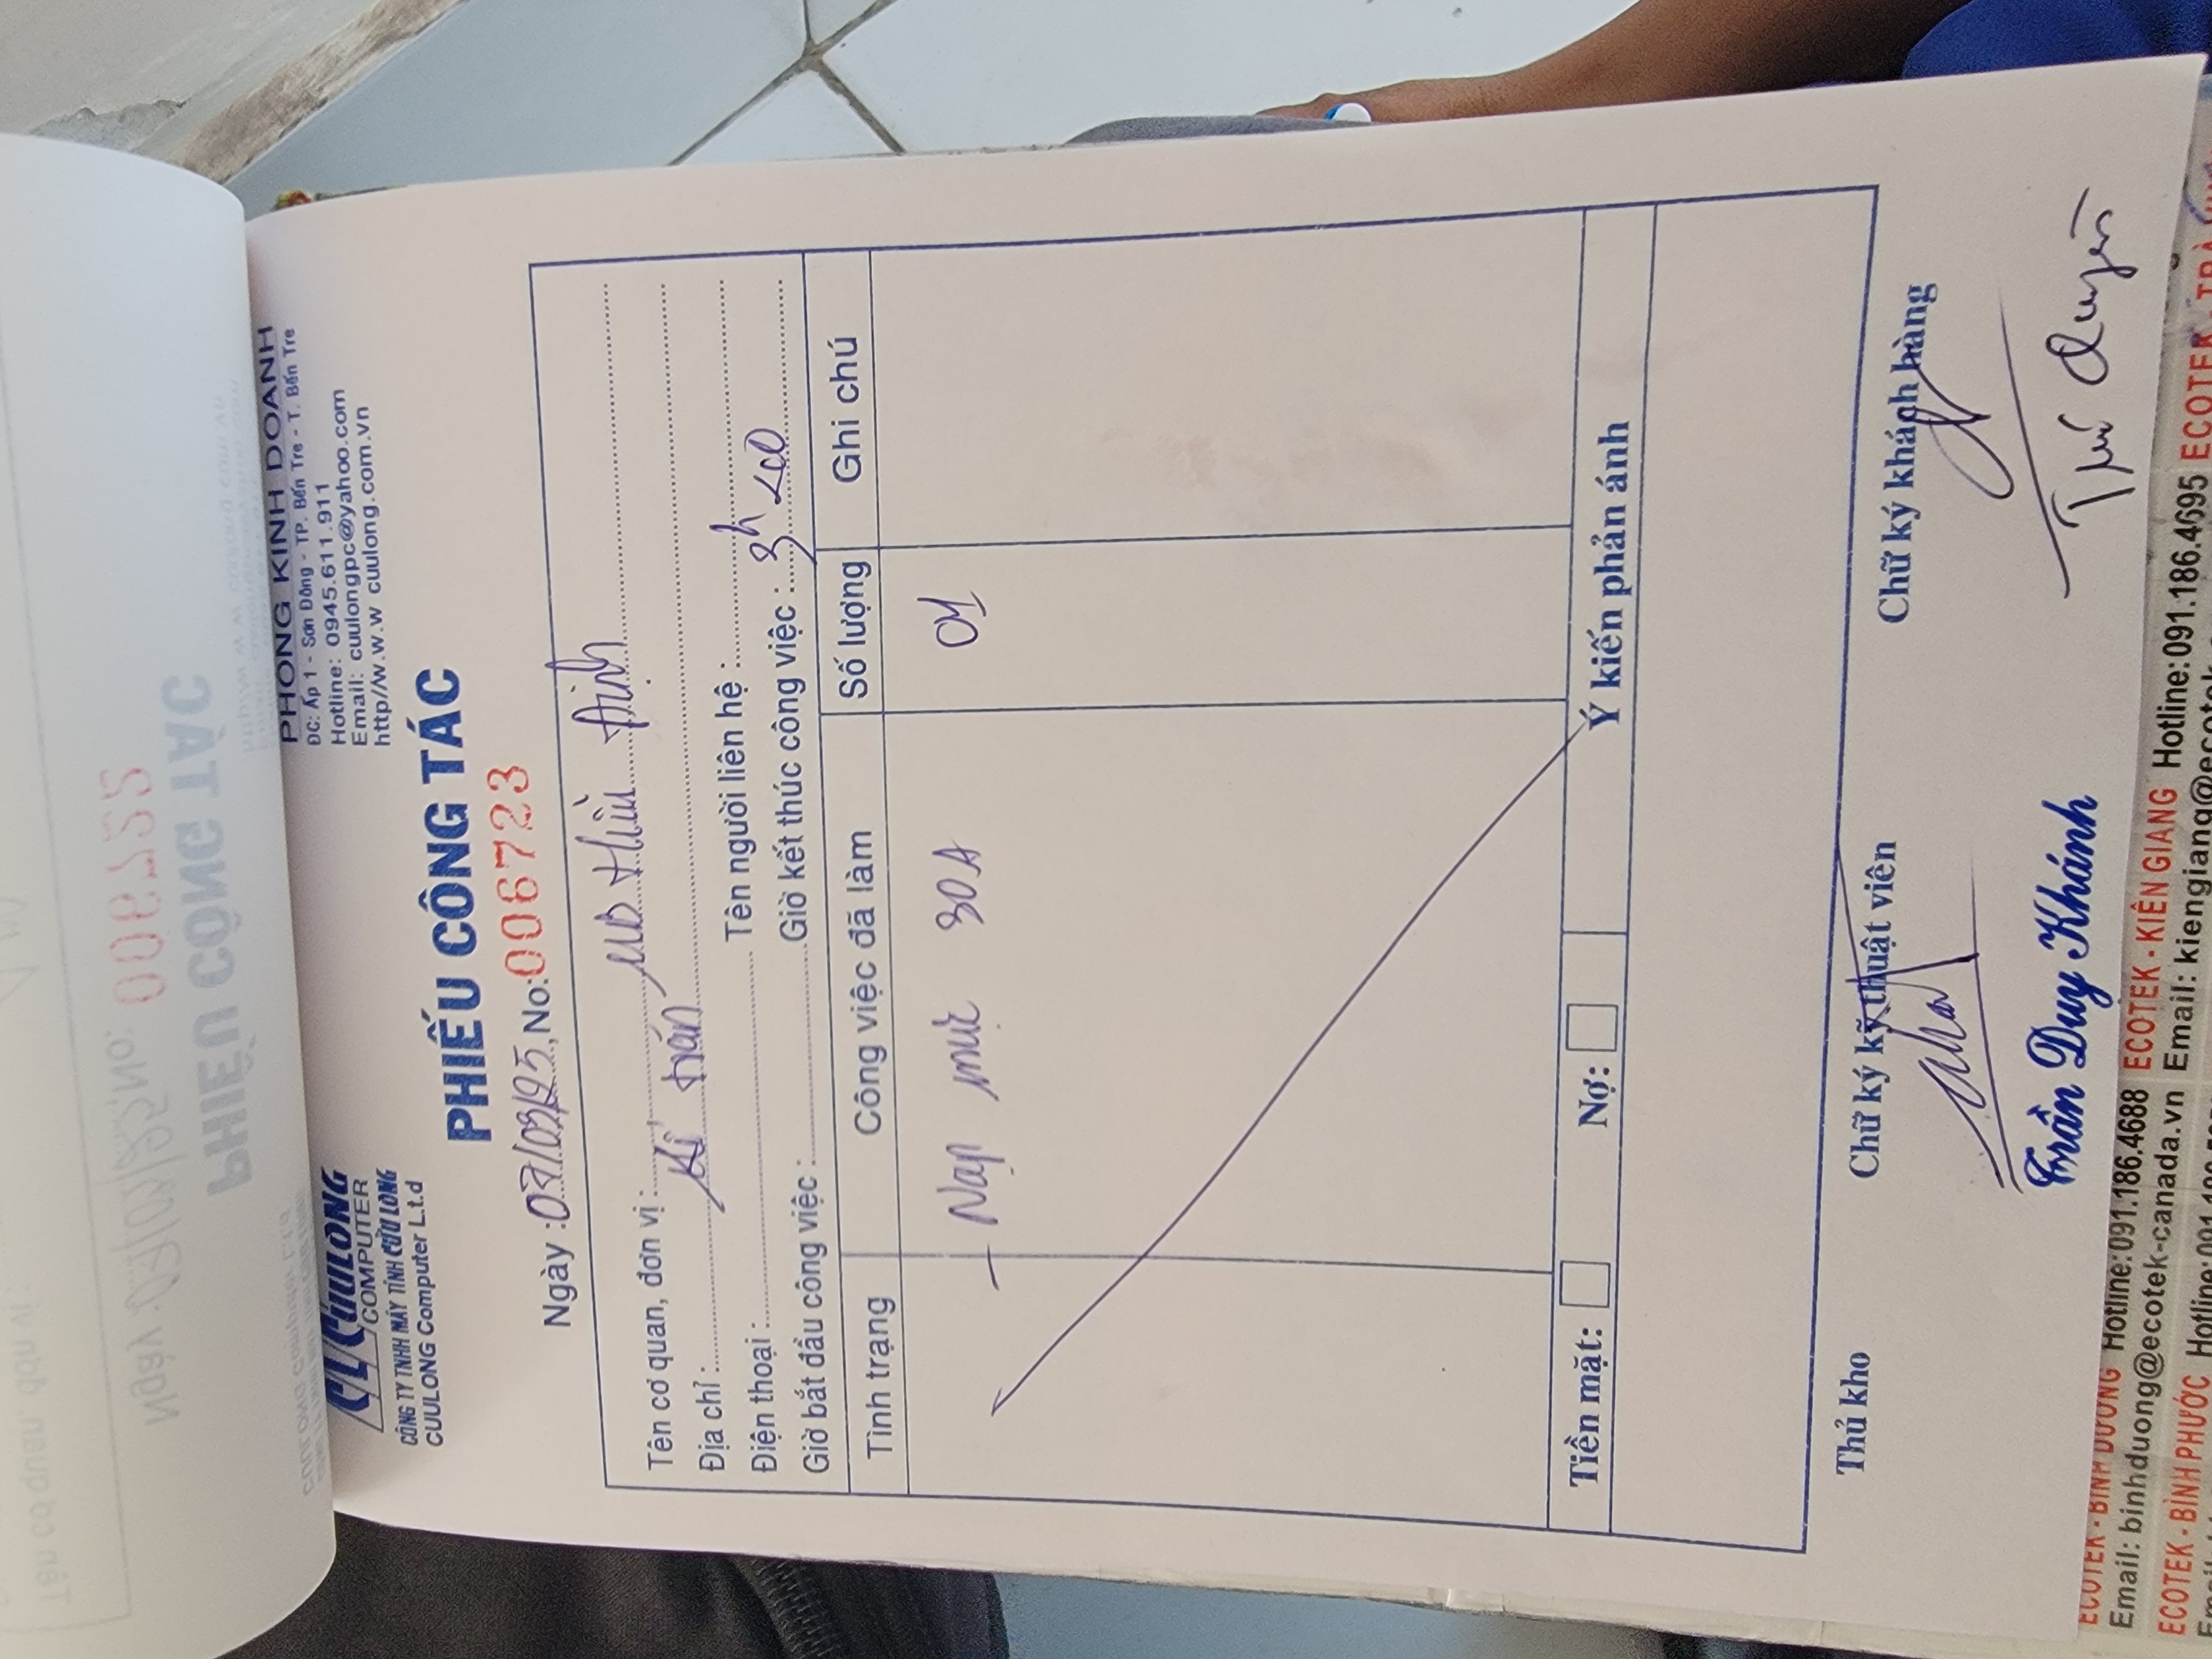 CL CUULONG
COMPUTER
CÔNG TY TNHH MÁY TÍNH CỬU LONG
CUULONG Computer L.t.d
PHÒNG KINH DOANH
ĐC: Ấp 1 - Sơn Đông - TP. Bến Tre - T. Bến Tre
Hotline: 0945.611.911
Email: cuulongpc@yahoo.com
http//w.w.w cuulong.com.vn
PHIẾU CÔNG TÁC
Ngày : 07/03/25, No: 006723
Tên cơ quan, đơn vị : UB Hữu Định
Địa chỉ : Kế toán
Điện thoại : Tên người liên hệ :
Giờ bắt đầu công việc : Giờ kết thúc công việc : 3h
Tình trạng Công việc đã làm Số lượng Ghi chú
- Nạp mực 30A 01
Tiền mặt: Nợ:
Ý kiến phản ánh
Thủ kho Chữ ký kỹ thuật viên Chữ ký khách hàng
Trần Duy Khánh Quyên
ECOTEK - BÌNH DƯƠNG Hotline:091.186.4688 ECOTEK - KIÊN GIANG Hotline:091.186.4695 ECOTEK - TRÀ
Email: binhduong@ecotek-canada.vn Email: kiengiang@
ECOTEK - BÌNH PHƯỚC